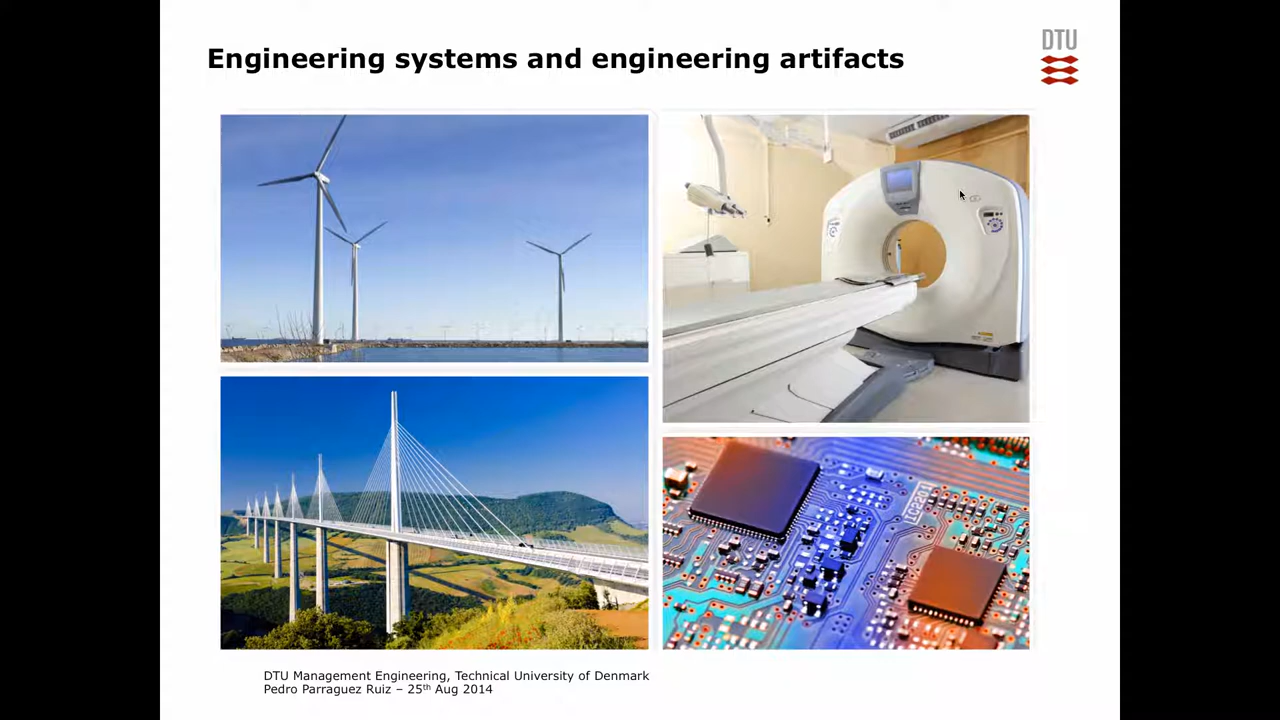 Engineering systems and engineering artifacts
DTU
DTU Management Engineering, Technical University of Denmark
Pedro Parraguez Ruiz – 25th Aug 2014